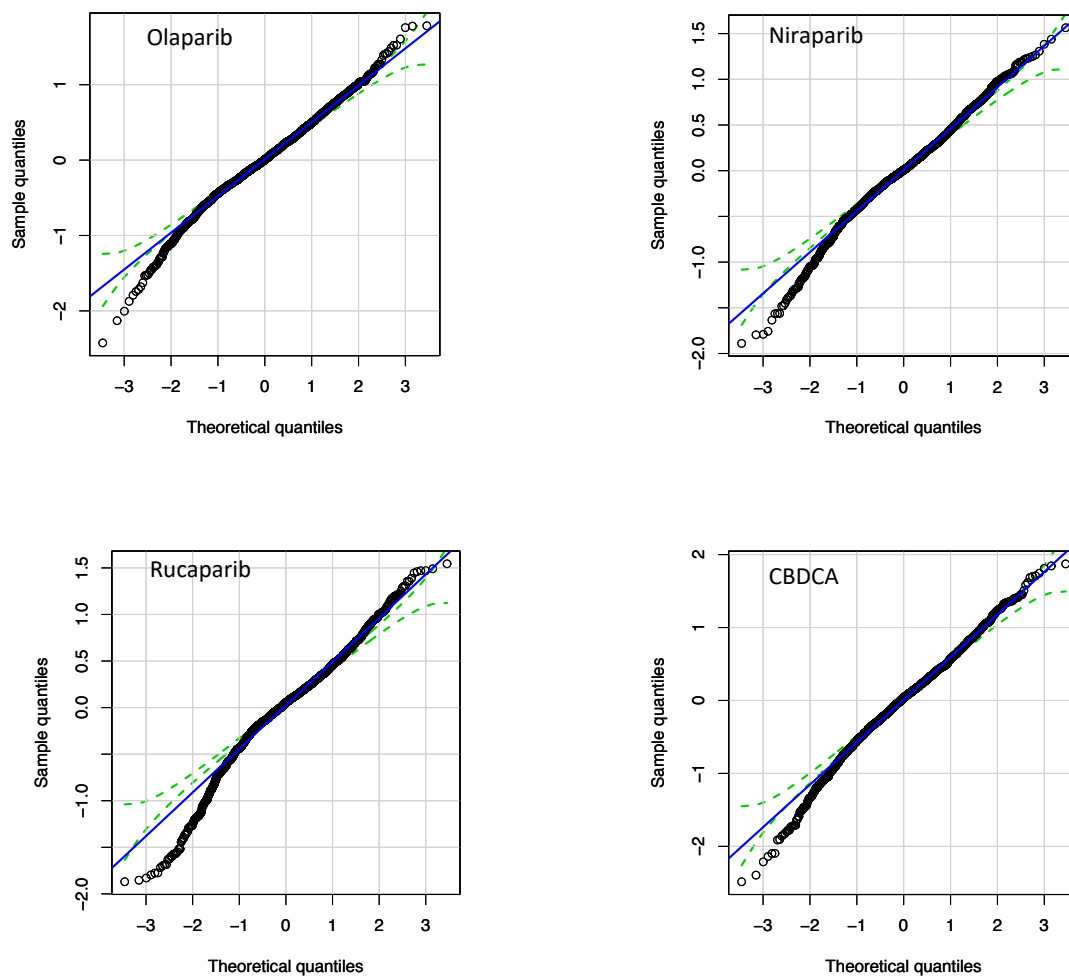 Olaparib
Sample quantiles
1
0
−1
−2
−3 −2 −1 0 1 2 3
Theoretical quantiles
Niraparib
Sample quantiles
1.5
1.0
0.5
0.0
−1.0
−2.0
−3 −2 −1 0 1 2 3
Theoretical quantiles
Rucaparib
Sample quantiles
1.5
1.0
0.5
0.0
−1.0
−2.0
−3 −2 −1 0 1 2 3
Theoretical quantiles
CBDCA
Sample quantiles
2
1
0
−1
−2
−3 −2 −1 0 1 2 3
Theoretical quantiles